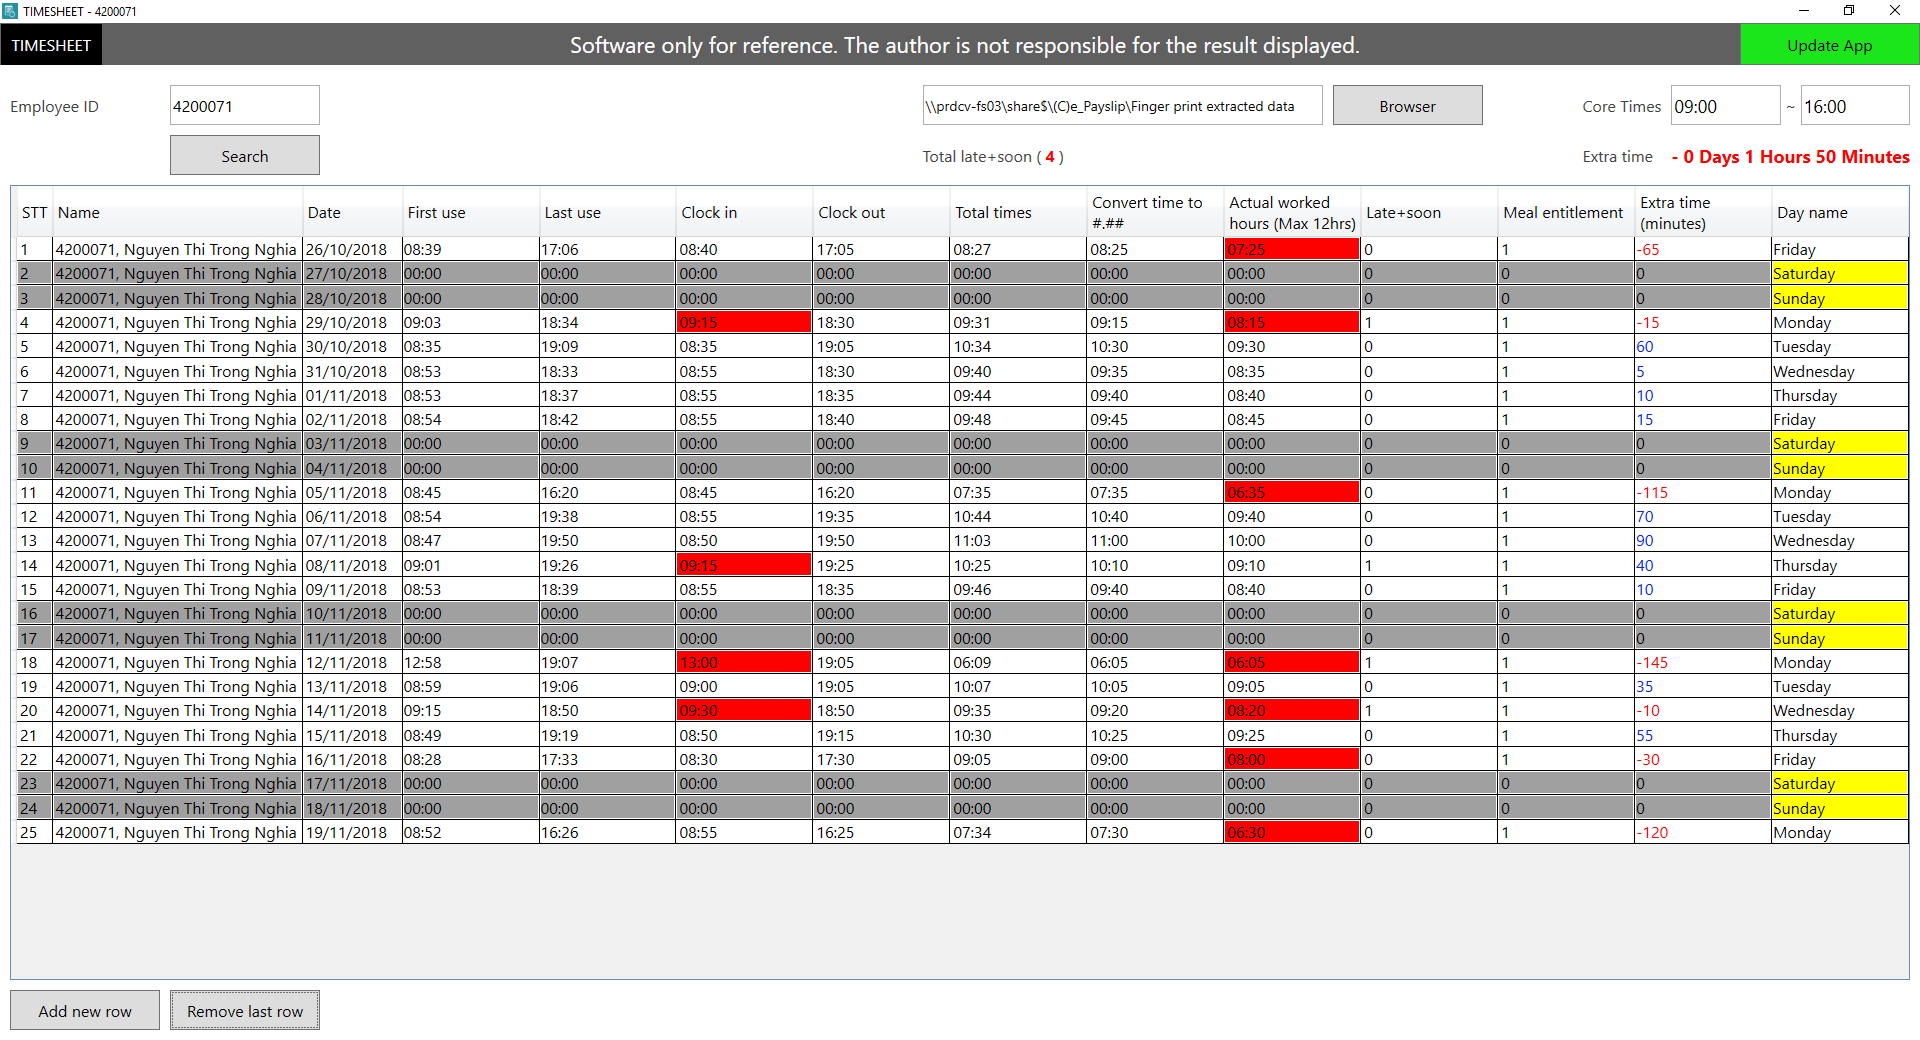 TIMESHEET - 4200071
TIMESHEET Software only for reference. The author is not responsible for the result displayed. Update App
Employee ID 4200071 \\prdcv-fs03\share$\(C)e_Payslip\Finger print extracted data Browser Core Times 09:00 ~ 16:00
Search Total late+soon ( 4 ) Extra time - 0 Days 1 Hours 50 Minutes
STT Name Date First use Last use Clock in Clock out Total times Convert time to #.## Actual worked hours (Max 12hrs) Late+soon Meal entitlement Extra time (minutes) Day name
1 4200071, Nguyen Thi Trong Nghia 26/10/2018 08:39 17:06 08:40 17:05 08:27 08:25 07:25 0 1 -65 Friday
2 4200071, Nguyen Thi Trong Nghia 27/10/2018 00:00 00:00 00:00 00:00 00:00 00:00 00:00 0 0 0 Saturday
3 4200071, Nguyen Thi Trong Nghia 28/10/2018 00:00 00:00 00:00 00:00 00:00 00:00 00:00 0 0 0 Sunday
4 4200071, Nguyen Thi Trong Nghia 29/10/2018 09:03 18:34 09:15 18:30 09:31 09:15 08:15 1 1 -15 Monday
5 4200071, Nguyen Thi Trong Nghia 30/10/2018 08:35 19:09 08:35 19:05 10:34 10:30 09:30 0 1 60 Tuesday
6 4200071, Nguyen Thi Trong Nghia 31/10/2018 08:53 18:33 08:55 18:30 09:40 09:35 08:35 0 1 5 Wednesday
7 4200071, Nguyen Thi Trong Nghia 01/11/2018 08:53 18:37 08:55 18:35 09:44 09:40 08:40 0 1 10 Thursday
8 4200071, Nguyen Thi Trong Nghia 02/11/2018 08:54 18:42 08:55 18:40 09:48 09:45 08:45 0 1 15 Friday
9 4200071, Nguyen Thi Trong Nghia 03/11/2018 00:00 00:00 00:00 00:00 00:00 00:00 00:00 0 0 0 Saturday
10 4200071, Nguyen Thi Trong Nghia 04/11/2018 00:00 00:00 00:00 00:00 00:00 00:00 00:00 0 0 0 Sunday
11 4200071, Nguyen Thi Trong Nghia 05/11/2018 08:45 16:20 08:45 16:20 07:35 07:35 06:35 0 1 -115 Monday
12 4200071, Nguyen Thi Trong Nghia 06/11/2018 08:54 19:38 08:55 19:35 10:44 10:40 09:40 0 1 70 Tuesday
13 4200071, Nguyen Thi Trong Nghia 07/11/2018 08:47 19:50 08:50 19:50 11:03 11:00 10:00 0 1 90 Wednesday
14 4200071, Nguyen Thi Trong Nghia 08/11/2018 09:01 19:26 09:15 19:25 10:25 10:10 09:10 1 1 40 Thursday
15 4200071, Nguyen Thi Trong Nghia 09/11/2018 08:53 18:39 08:55 18:35 09:46 09:40 08:40 0 1 10 Friday
16 4200071, Nguyen Thi Trong Nghia 10/11/2018 00:00 00:00 00:00 00:00 00:00 00:00 00:00 0 0 0 Saturday
17 4200071, Nguyen Thi Trong Nghia 11/11/2018 00:00 00:00 00:00 00:00 00:00 00:00 00:00 0 0 0 Sunday
18 4200071, Nguyen Thi Trong Nghia 12/11/2018 12:58 19:07 13:00 19:05 06:09 06:05 06:05 1 1 -145 Monday
19 4200071, Nguyen Thi Trong Nghia 13/11/2018 08:59 19:06 09:00 19:05 10:07 10:05 09:05 0 1 35 Tuesday
20 4200071, Nguyen Thi Trong Nghia 14/11/2018 09:15 18:50 09:30 18:50 09:35 09:20 08:20 1 1 -10 Wednesday
21 4200071, Nguyen Thi Trong Nghia 15/11/2018 08:49 19:19 08:50 19:15 10:30 10:25 09:25 0 1 55 Thursday
22 4200071, Nguyen Thi Trong Nghia 16/11/2018 08:28 17:33 08:30 17:30 09:05 09:00 08:00 0 1 -30 Friday
23 4200071, Nguyen Thi Trong Nghia 17/11/2018 00:00 00:00 00:00 00:00 00:00 00:00 00:00 0 0 0 Saturday
24 4200071, Nguyen Thi Trong Nghia 18/11/2018 00:00 00:00 00:00 00:00 00:00 00:00 00:00 0 0 0 Sunday
25 4200071, Nguyen Thi Trong Nghia 19/11/2018 08:52 16:26 08:55 16:25 07:34 07:30 06:30 0 1 -120 Monday
Add new row Remove last row